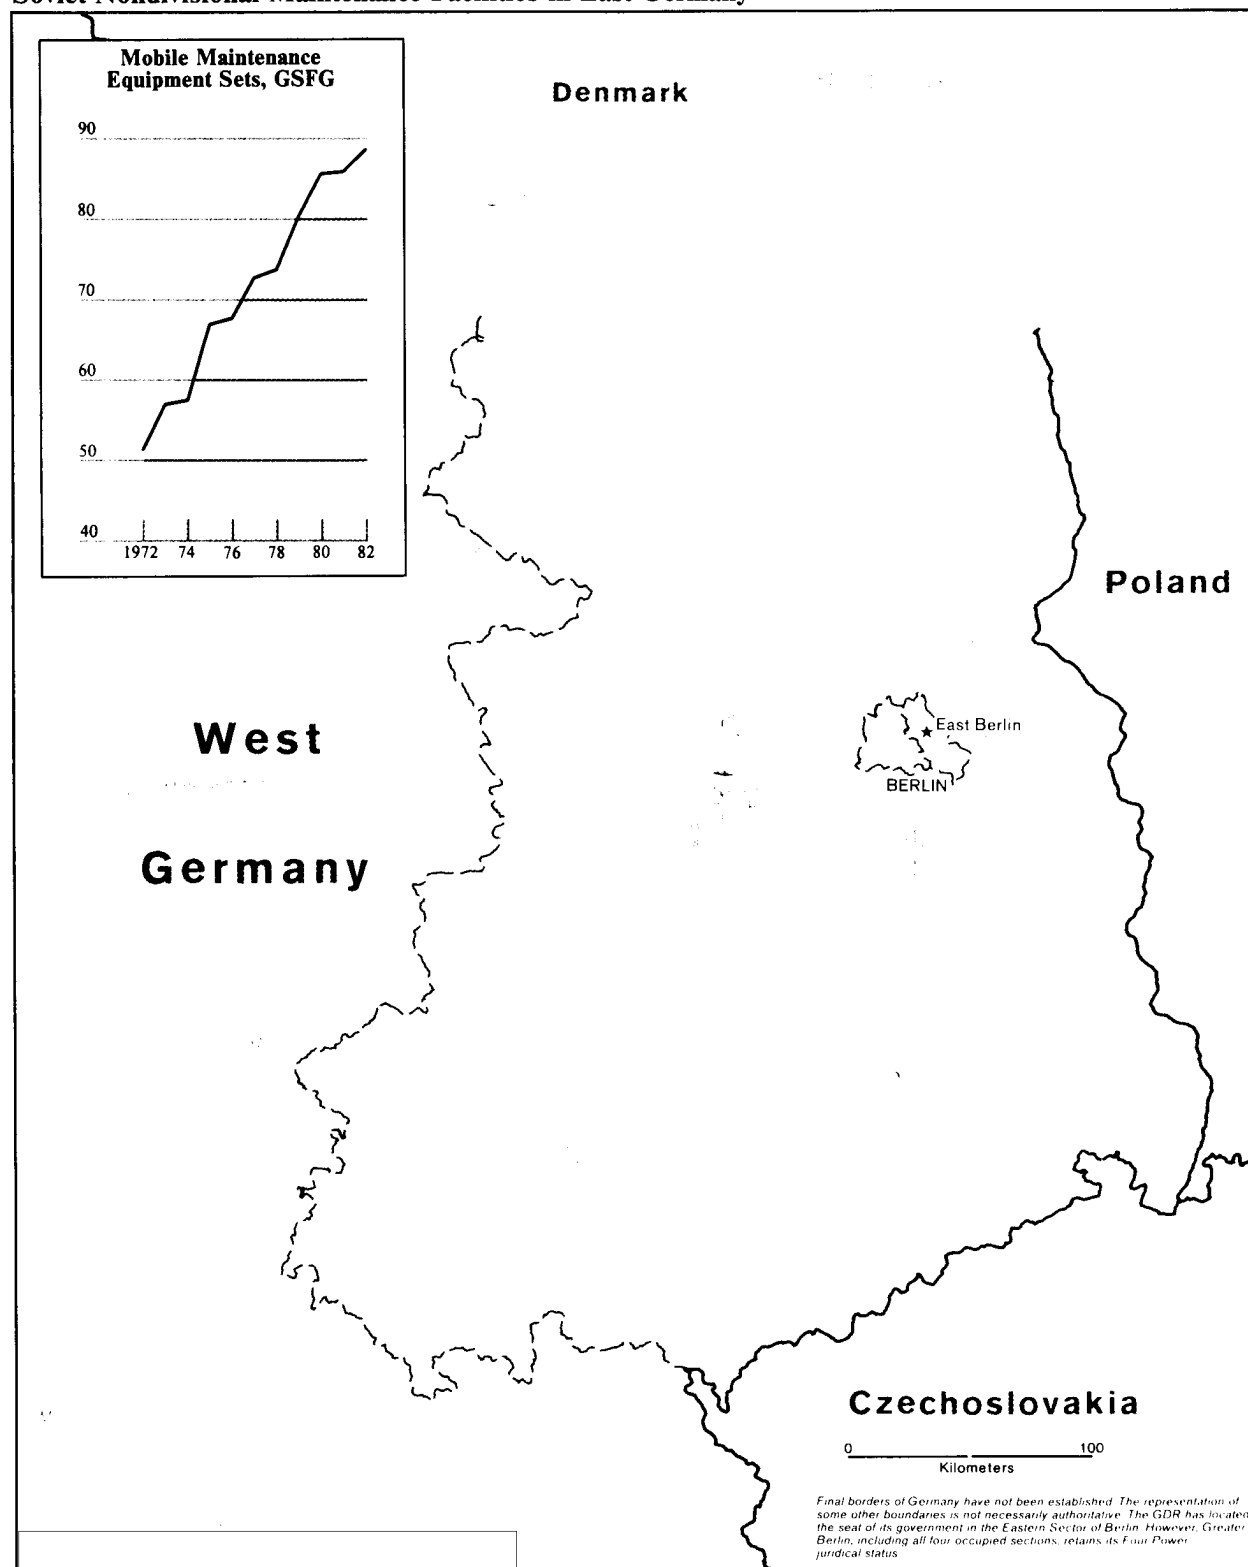 Soviet Nondivisional Maintenance Facilities in East Germany
Mobile Maintenance
Equipment Sets, GSFG
90
80
70
60
50
40
1972 74 76 78 80 82
Denmark
Poland
West
Germany
East Berlin
BERLIN
Czechoslovakia
0 100
Kilometers
Final borders of Germany have not been established. The representation of
some other boundaries is not necessarily authoritative. The GDR has located
the seat of its government in the Eastern Sector of Berlin. However, Greater
Berlin, including all four occupied sections, retains its Four Power
juridical status